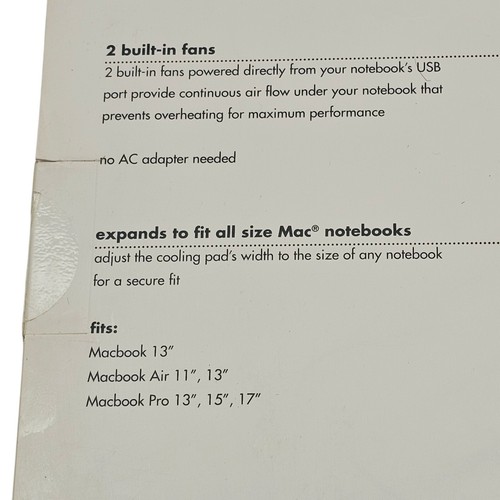 2 built-in fans
2 built-in fans powered directly from your notebook's USB
port provide continuous air flow under your notebook that
prevents overheating for maximum performance
no AC adapter needed
expands to fit all size Mac® notebooks
adjust the cooling pad's width to the size of any notebook
for a secure fit
fits:
Macbook 13”
Macbook Air 11”, 13”
Macbook Pro 13”, 15”, 17”